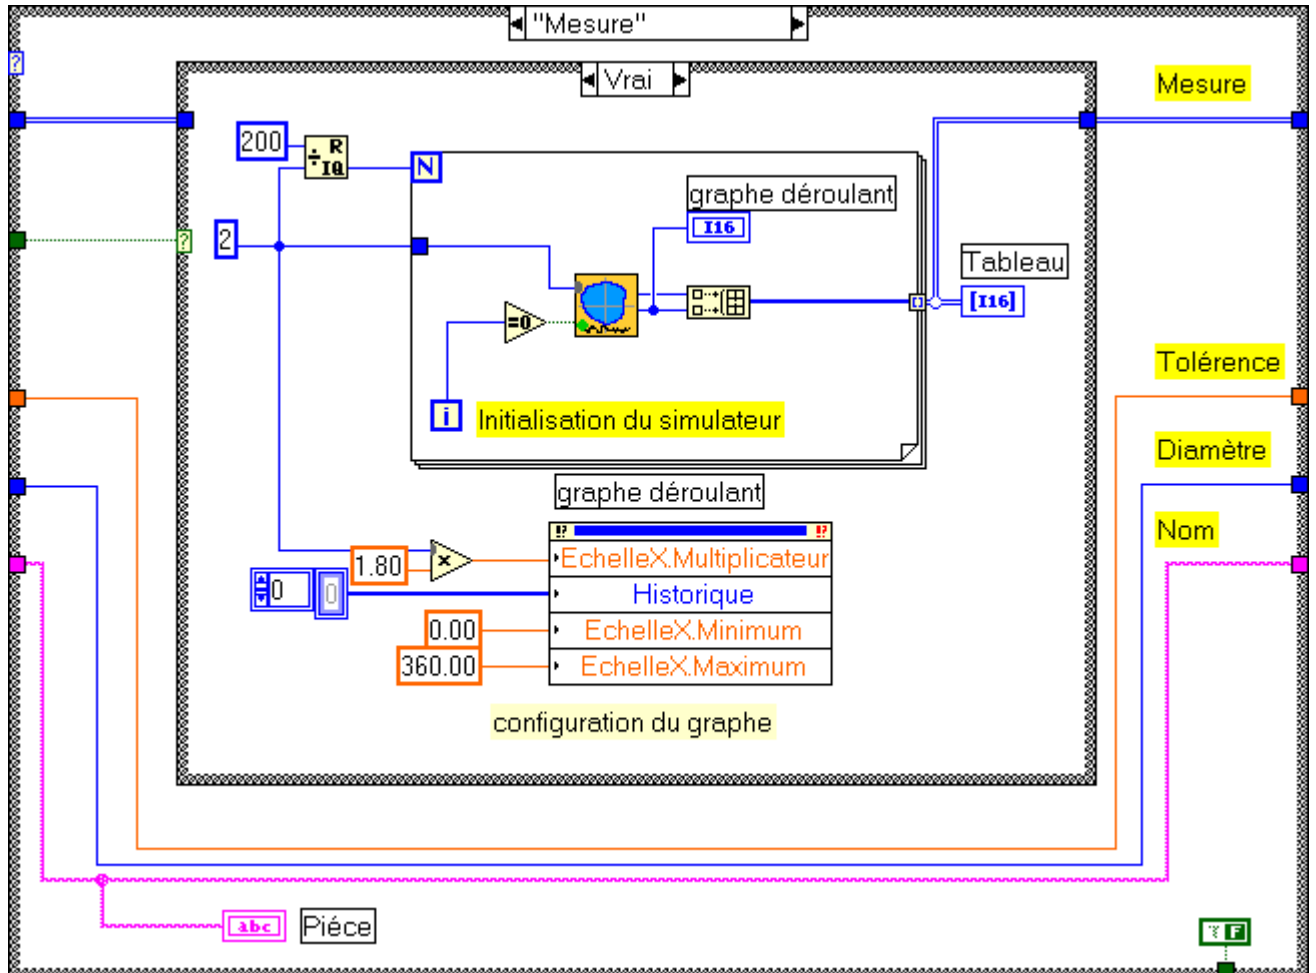 "Mesure"
Vrai
Mesure
200
R
IQ
N
graphe déroulant
I16
2
Tableau
[I16]
=0
i
Initialisation du simulateur
Tolérence
Diamètre
Nom
graphe déroulant
1.80
x
EchelleX.Multiplicateur
0
0
Historique
0.00
EchelleX.Minimum
360.00
EchelleX.Maximum
configuration du graphe
abc
Piéce
F